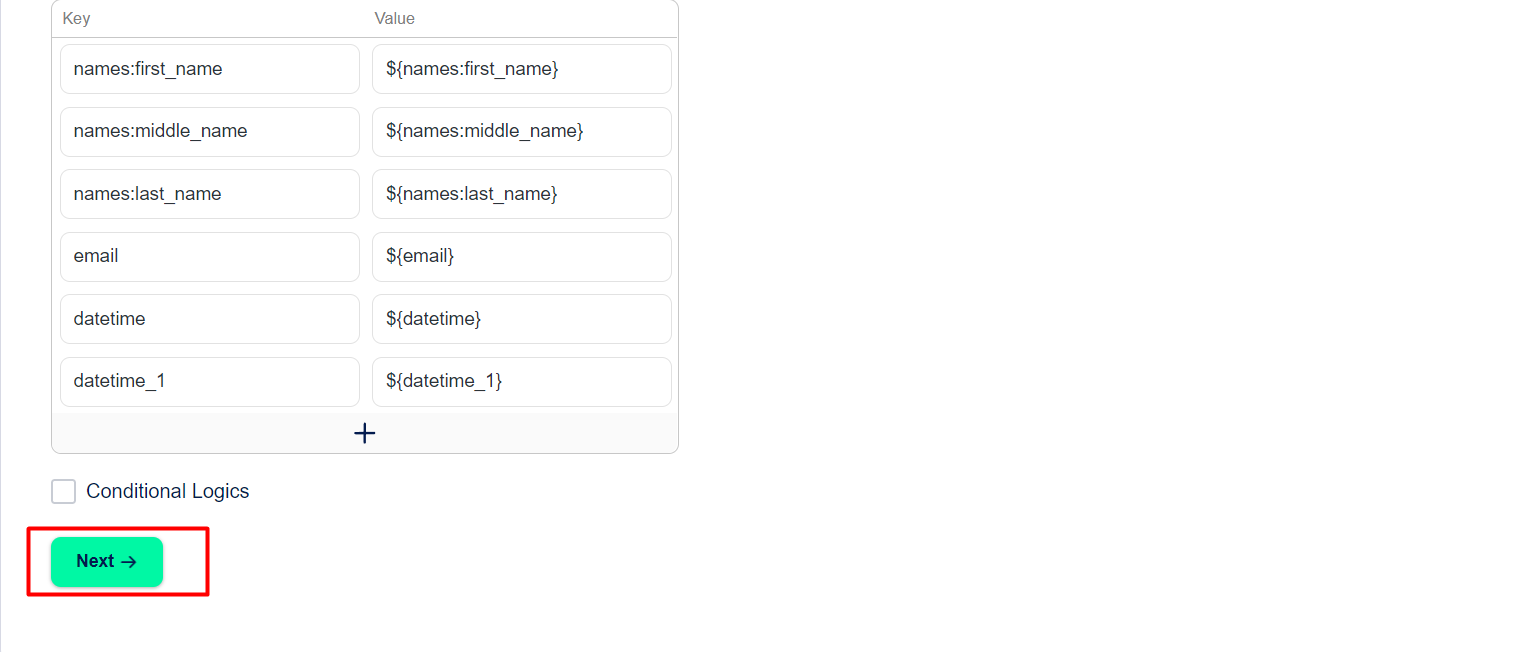 Key Value
names:first_name ${names:first_name}
names:middle_name ${names:middle_name}
names:last_name ${names:last_name}
email ${email}
datetime ${datetime}
datetime_1 ${datetime_1}
+
Conditional Logics
Next →